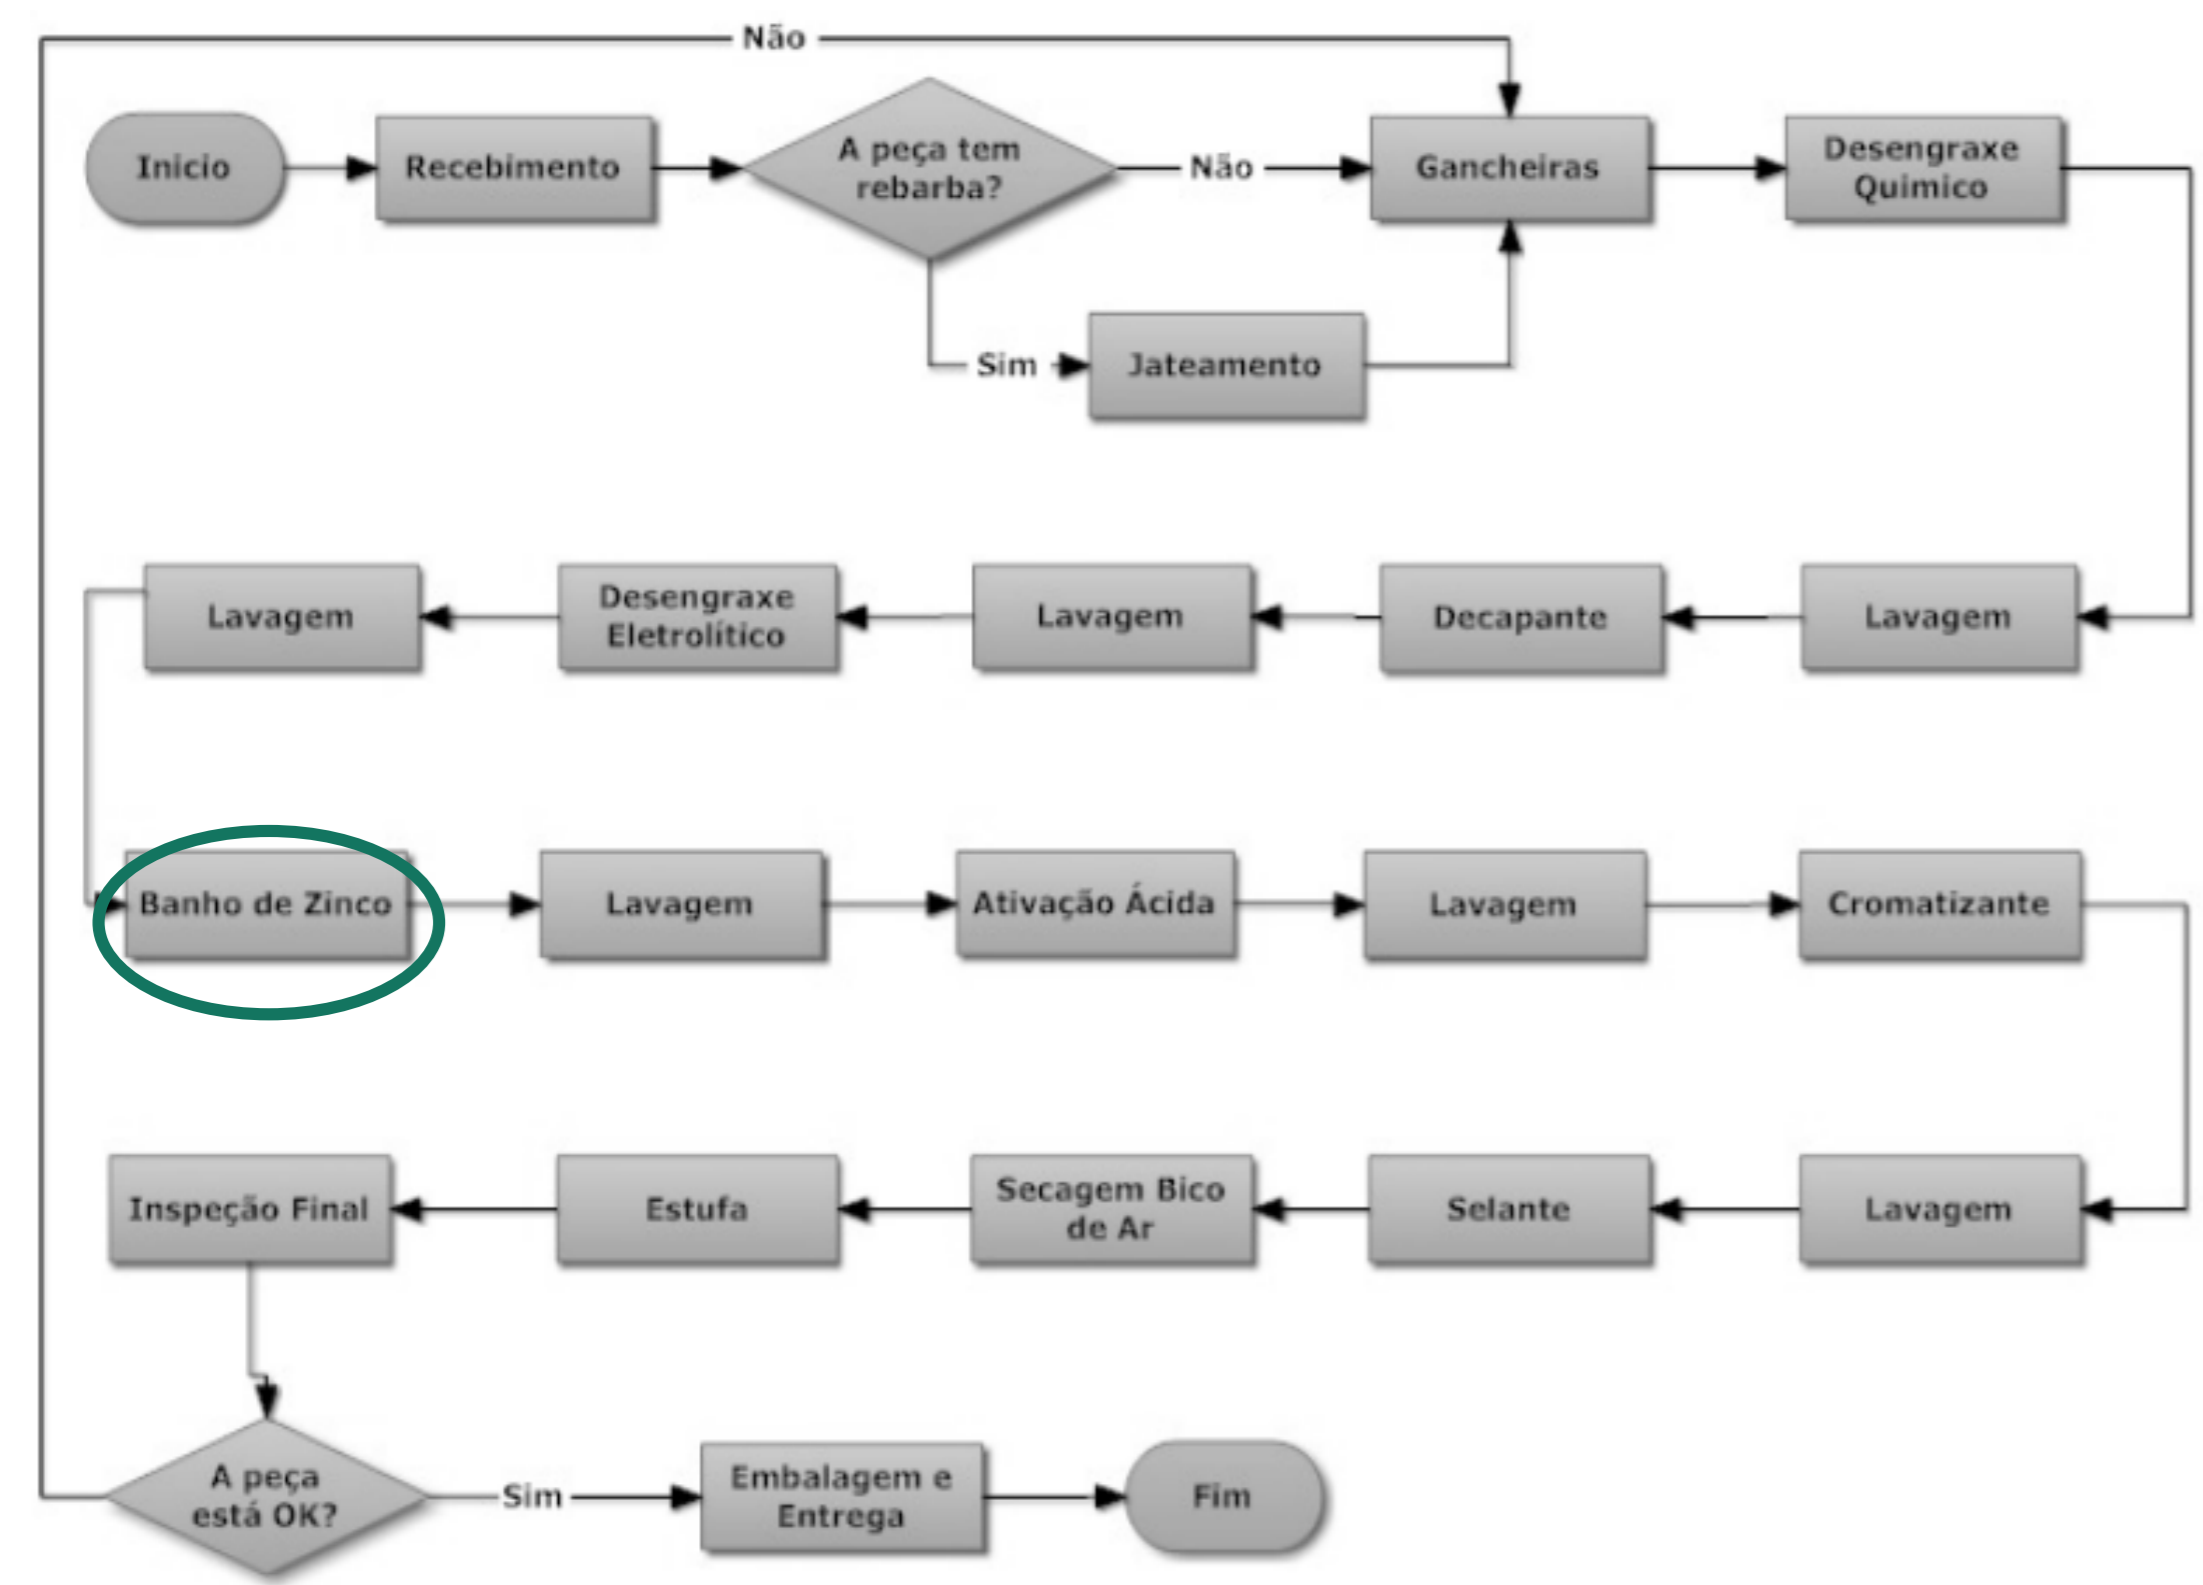 Não
Inicio
Recebimento
A peça tem
rebarba?
Não
Gancheiras
Desengraxe
Quimico
Sim
Jateamento
Lavagem
Desengraxe
Eletrolítico
Lavagem
Decapante
Lavagem
Banho de Zinco
Lavagem
Ativação Ácida
Lavagem
Cromatizante
Inspeção Final
Estufa
Secagem Bico
de Ar
Selante
Lavagem
A peça
está OK?
Sim
Embalagem e
Entrega
Fim